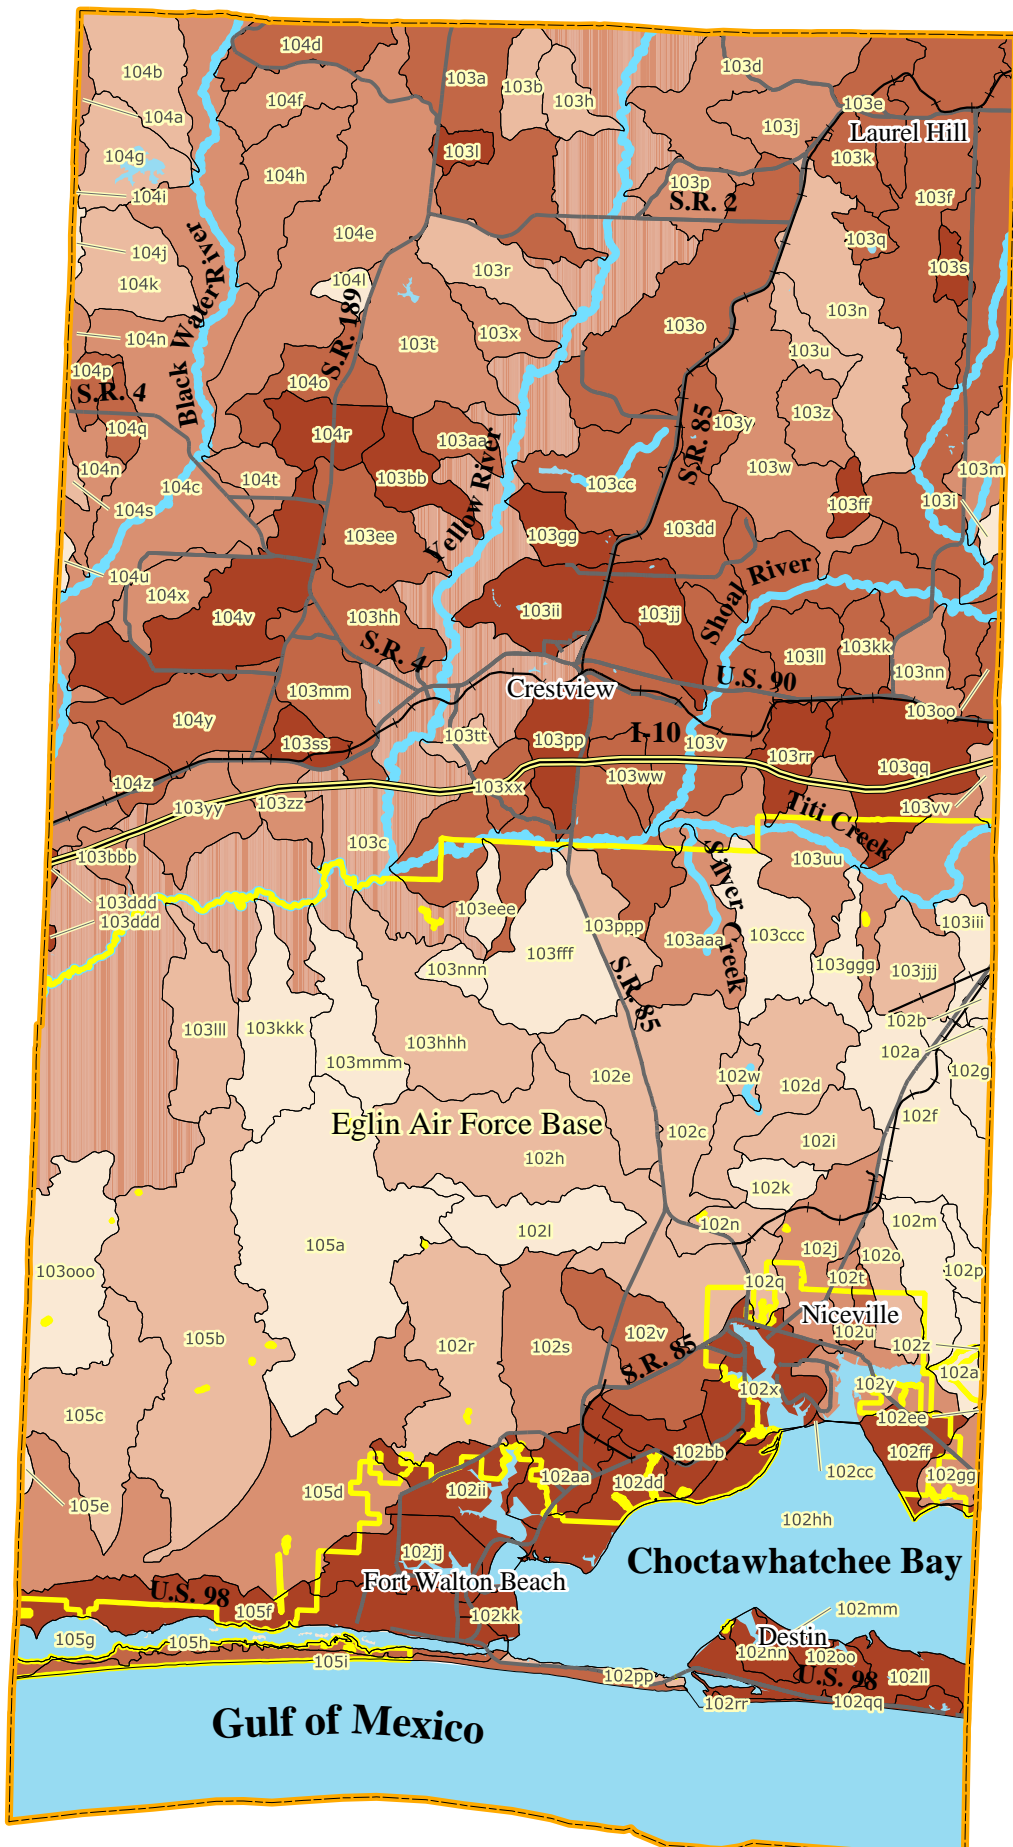 104d
103d
104b
103a
103b
103h
104f
103e
104a
Laurel Hill
103j
103l
104g
103k
104h
103p
104i
S.R. 2
103f
104e
103q
104j
103s
103r
104l
104k
Black Water River
103n
S.R. 189
103o
103x
104n
103t
103u
104p
104o
S.R. 4
103z
104q
S.R. 85
103y
104r
103aa
103w
104n
103m
104t
103bb
103cc
104c
Yellow River
103i
103ff
104s
103dd
103ee
103gg
104u
Shoal River
104x
103ii
103jj
104v
103hh
103kk
S.R. 4
103ll
103nn
U.S. 90
Crestview
103mm
103oo
104y
I-10
103tt
103ss
103pp
103v
103rr
103qq
103ww
104z
103xx
103zz
103yy
103vv
Titi Creek
103c
103bbb
103uu
Silver Creek
103ddd
103eee
103ddd
103iii
103ppp
103ccc
103aaa
103fff
103ggg
103nnn
103jjj
S.R. 85
102b
103lll
103kkk
103hhh
102a
103mmm
102g
102e
102w
102d
102f
Eglin Air Force Base
102c
102i
102h
102k
102n
102m
102l
105a
102j
102o
103ooo
102p
102t
102q
Niceville
102v
102u
105b
102r
102s
102z
S.R. 85
102a
102y
102x
105c
102ee
102bb
102ff
102aa
102cc
102gg
102dd
102ii
105d
105e
102hh
102jj
Choctawhatchee Bay
Fort Walton Beach
U.S. 98
102mm
105f
102kk
Destin
105g
105h
102nn
102oo
105i
102pp
U.S. 98
102ll
102rr
102qq
Gulf of Mexico